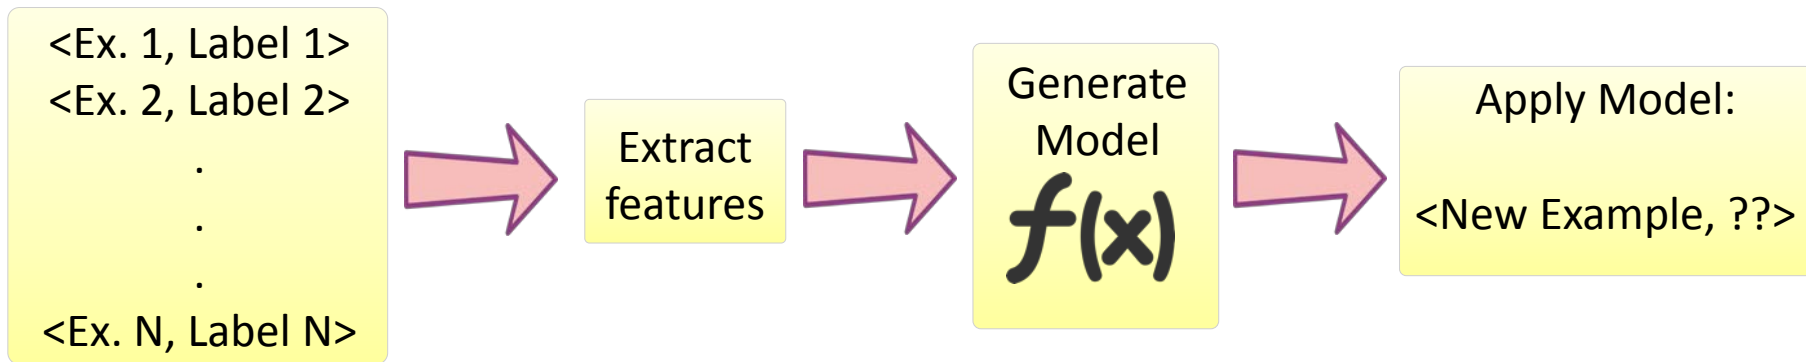 <Ex. 1, Label 1>
<Ex. 2, Label 2>
.
.
.
<Ex. N, Label N>
Extract
features
Generate
Model
f(x)
Apply Model:
<New Example, ??>